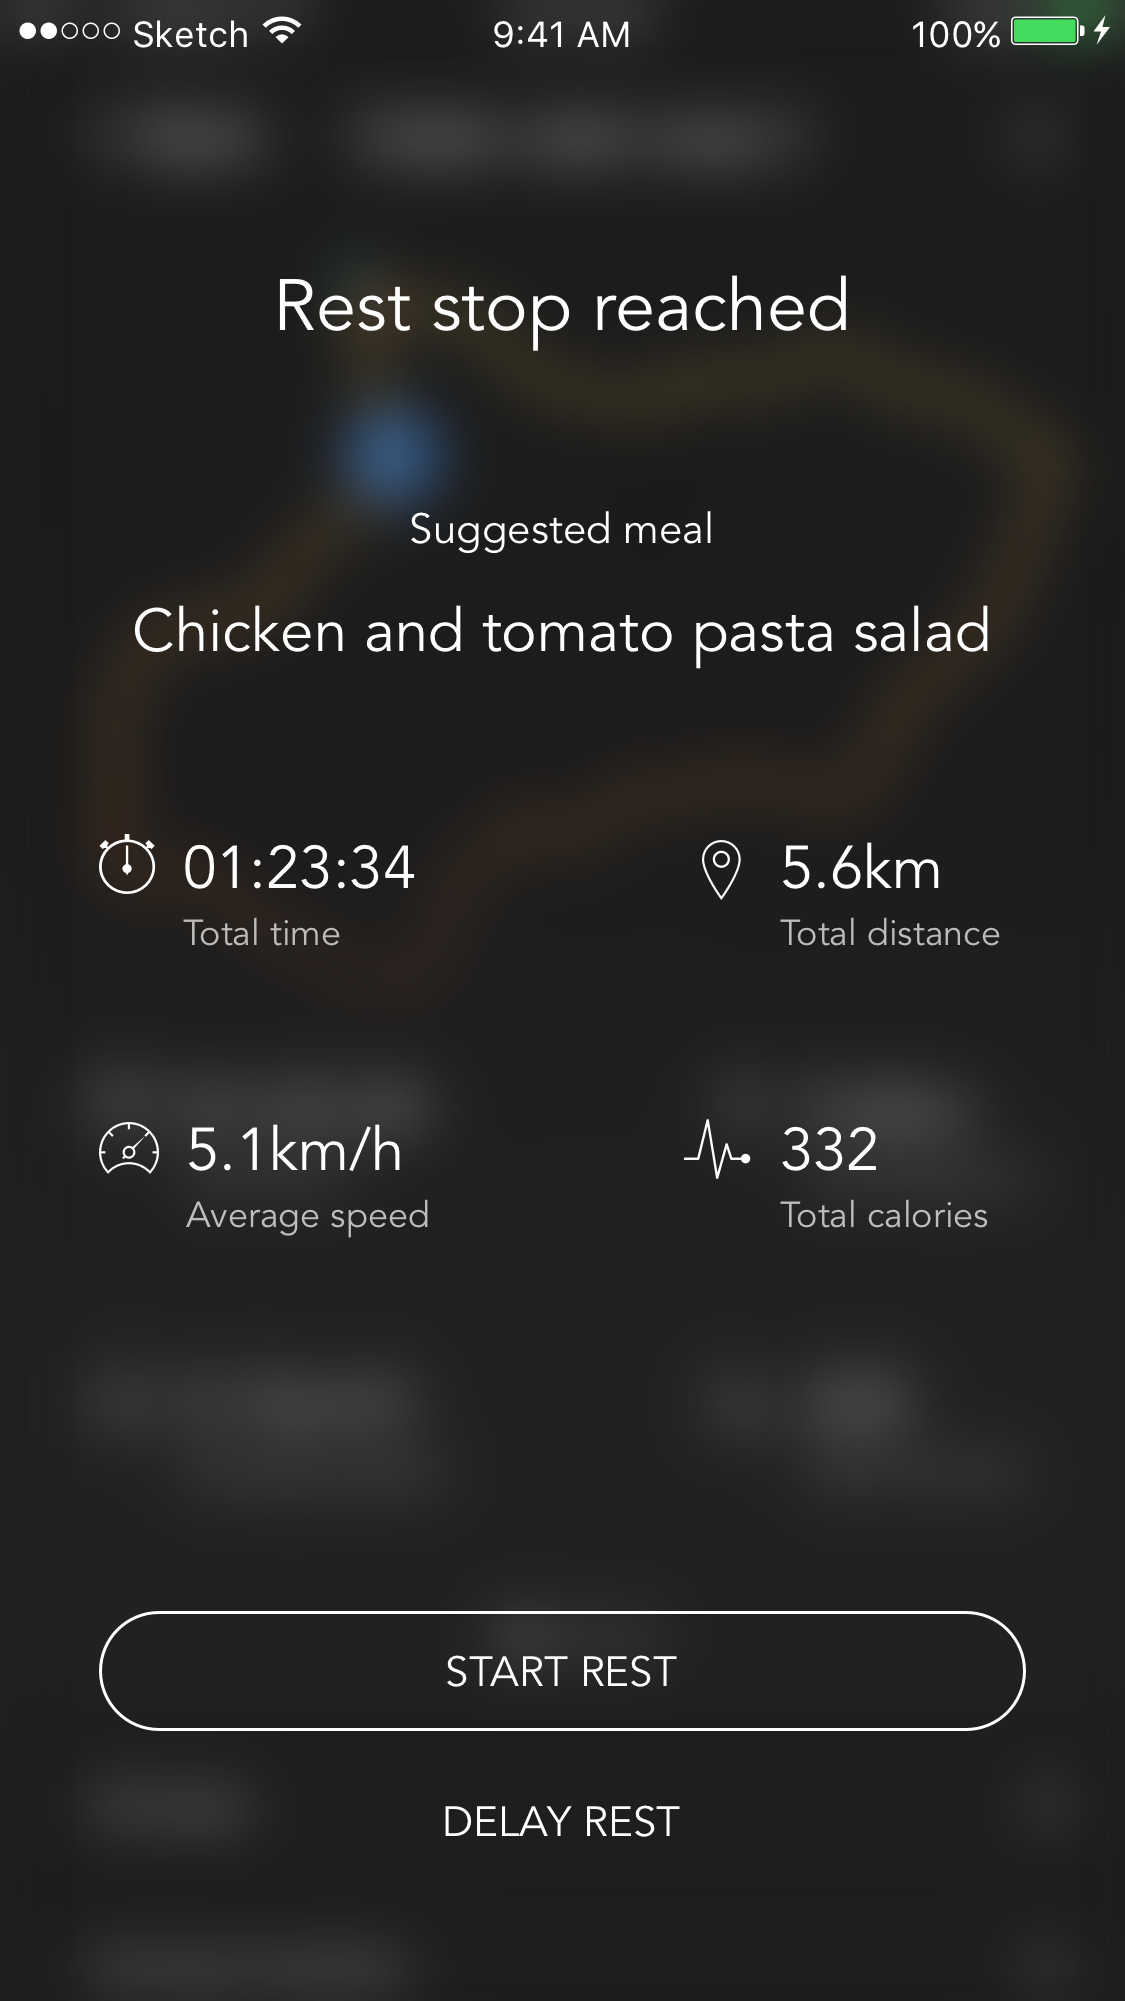 Sketch 9:41 AM 100%
Rest stop reached
Suggested meal
Chicken and tomato pasta salad
01:23:34 5.6km
Total time Total distance
5.1km/h 332
Average speed Total calories
START REST
DELAY REST